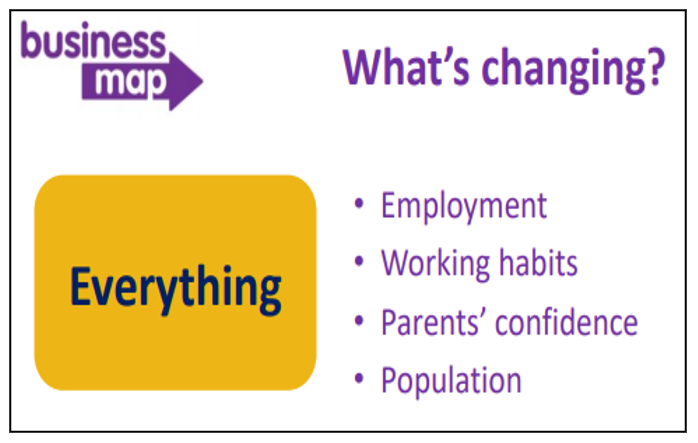 business
map
What's changing?
Everything
• Employment
• Working habits
• Parents' confidence
• Population